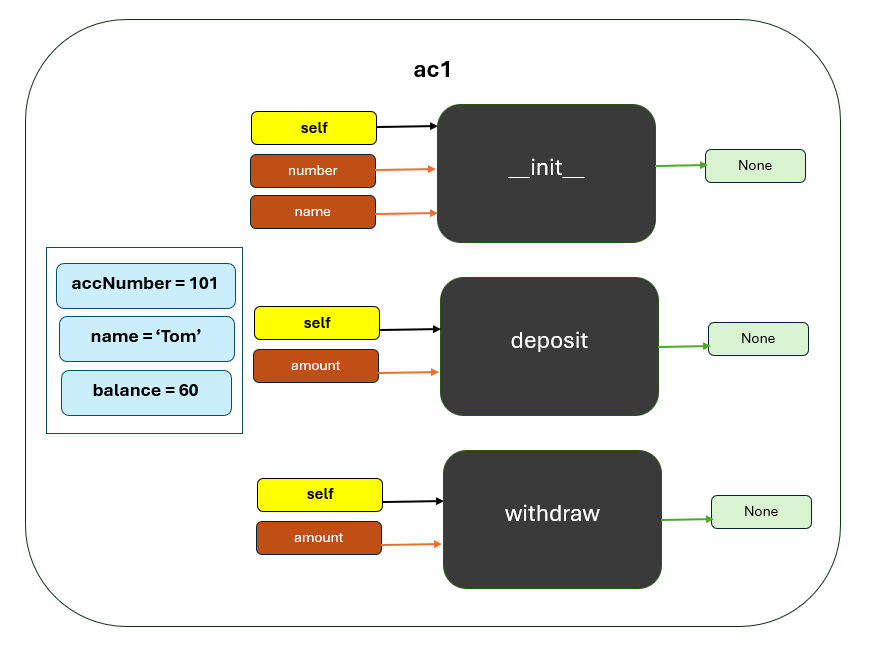 ac1
self
number
name
__init__
None
accNumber = 101
name = ‘Tom’
balance = 60
self
amount
deposit
None
self
amount
withdraw
None